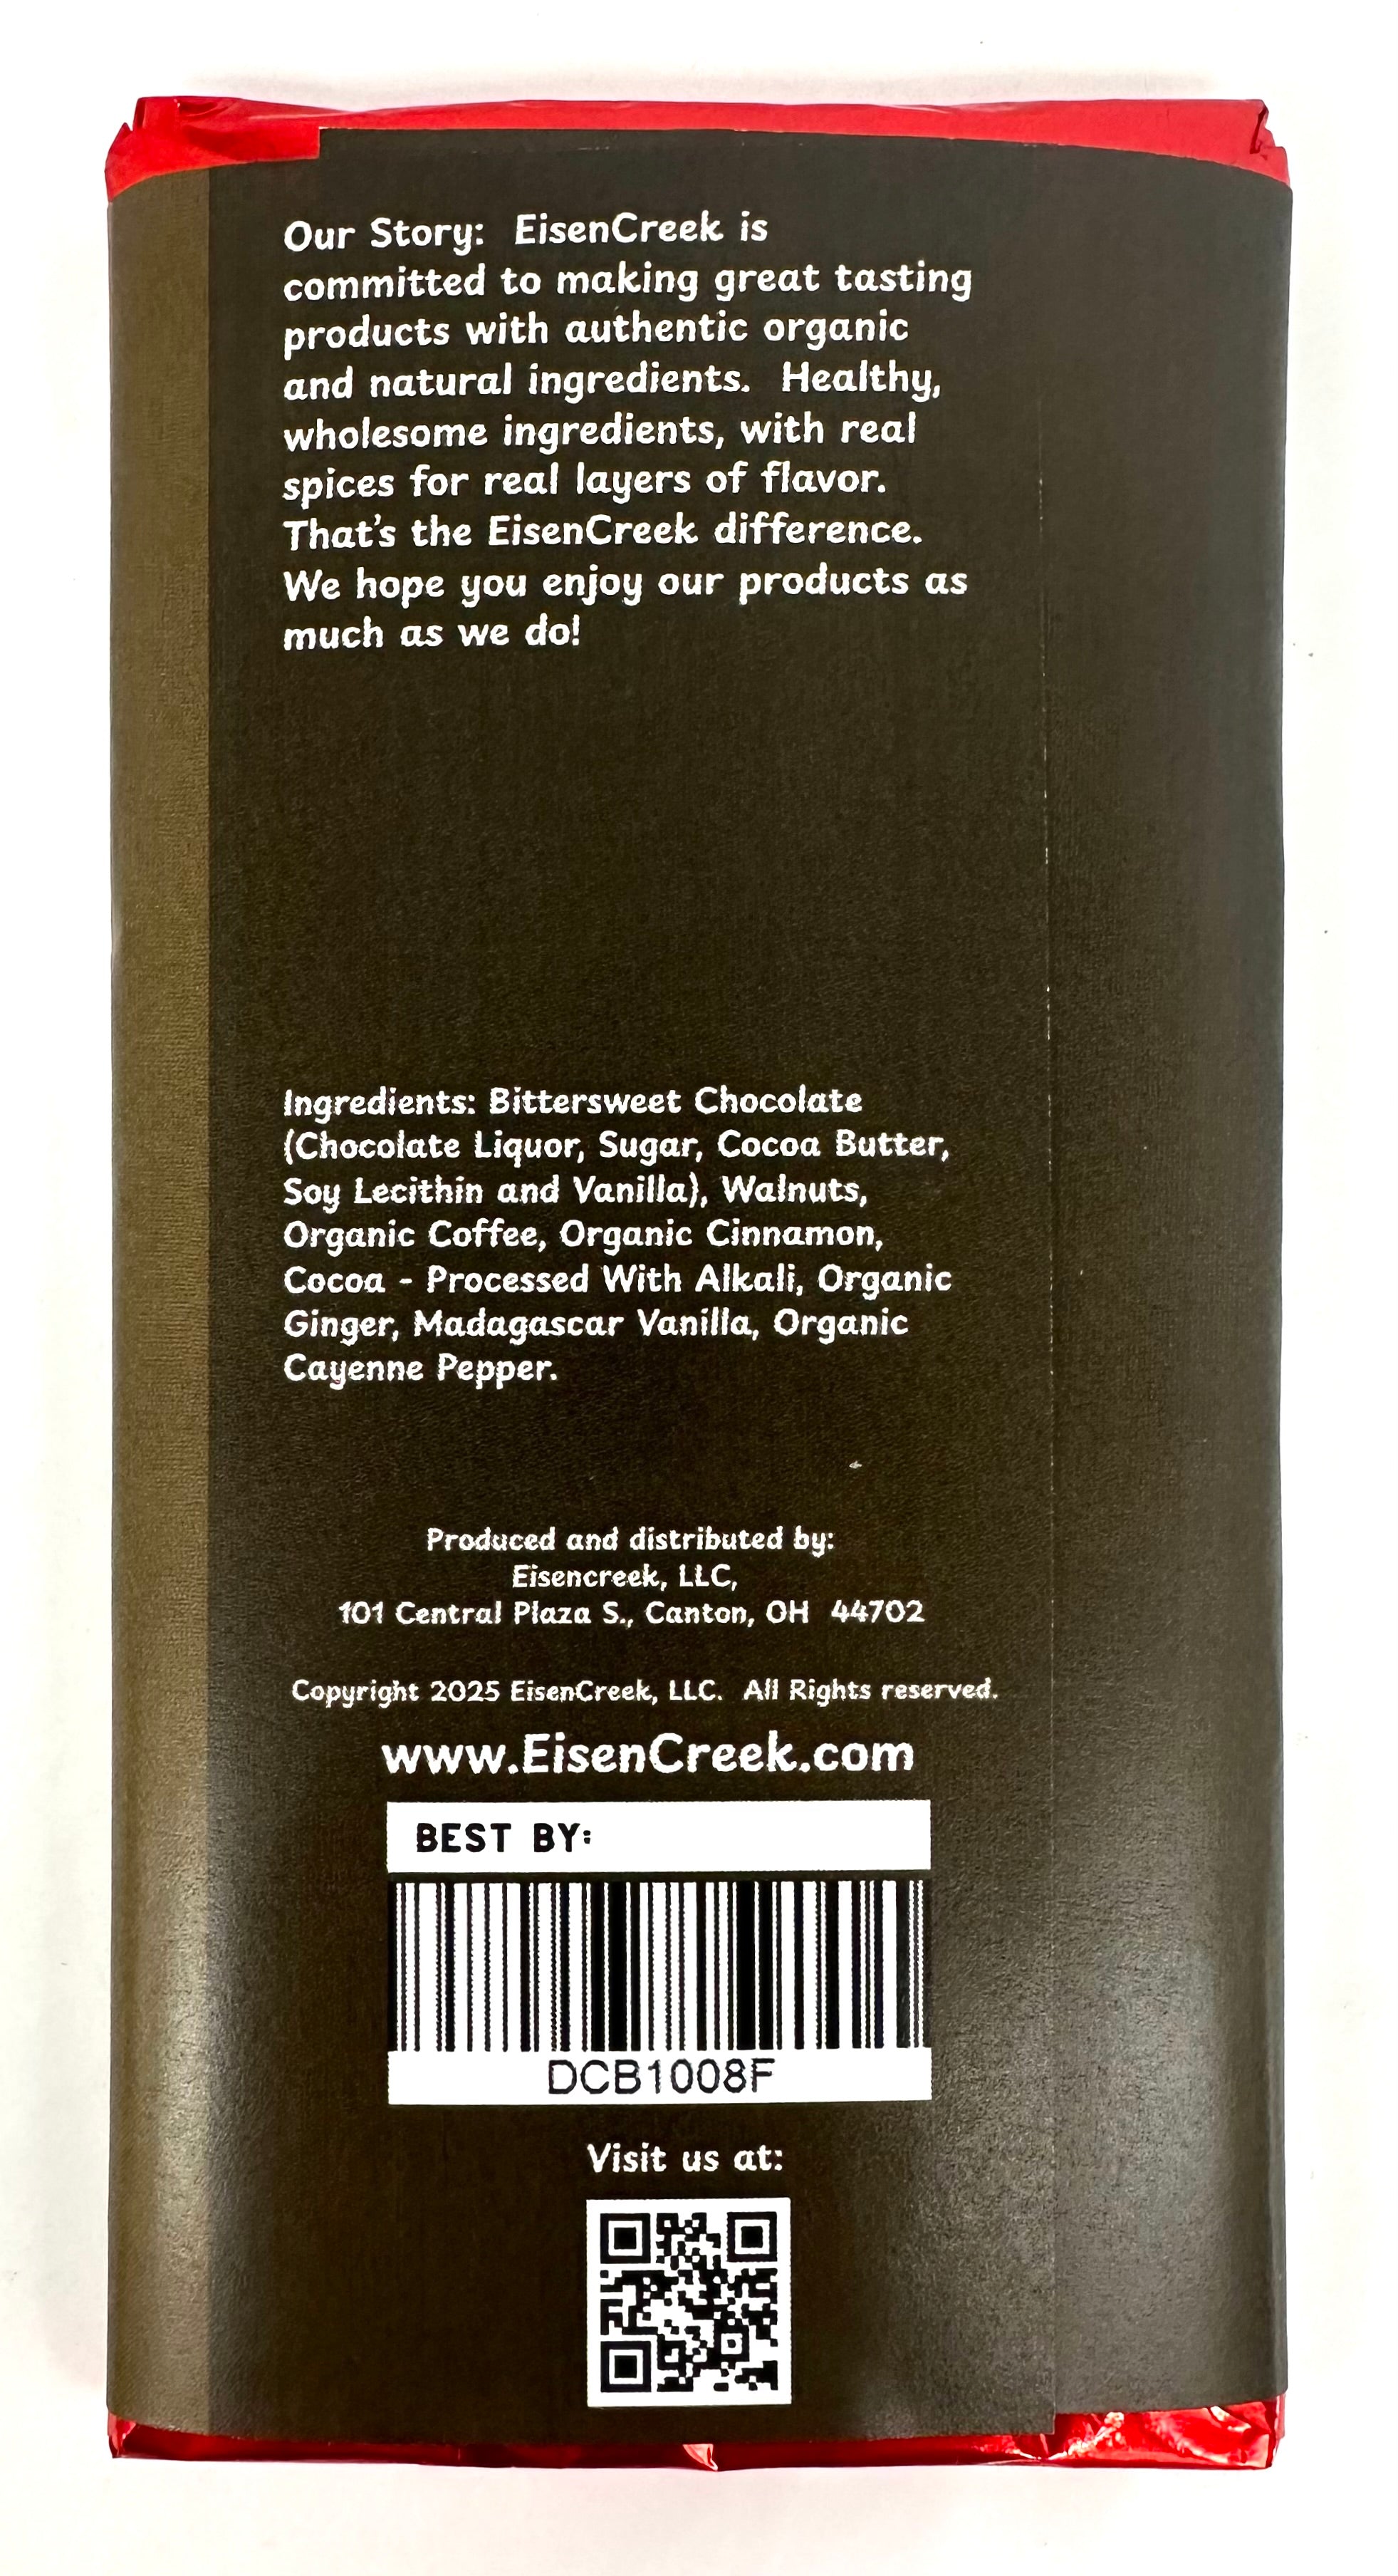 Our Story:  EisenCreek is
committed to making great tasting
products with authentic organic
and natural ingredients.  Healthy,
wholesome ingredients, with real
spices for real layers of flavor.
That's the EisenCreek difference.
We hope you enjoy our products as
much as we do!
Ingredients: Bittersweet Chocolate
(Chocolate Liquor, Sugar, Cocoa Butter,
Soy Lecithin and Vanilla), Walnuts,
Organic Coffee, Organic Cinnamon,
Cocoa - Processed With Alkali, Organic
Ginger, Madagascar Vanilla, Organic
Cayenne Pepper.
Produced and distributed by:
Eisencreek, LLC,
101 Central Plaza S., Canton, OH  44702
Copyright 2025 EisenCreek, LLC.  All Rights reserved.
www.EisenCreek.com
BEST BY:
DCB1008F
Visit us at: